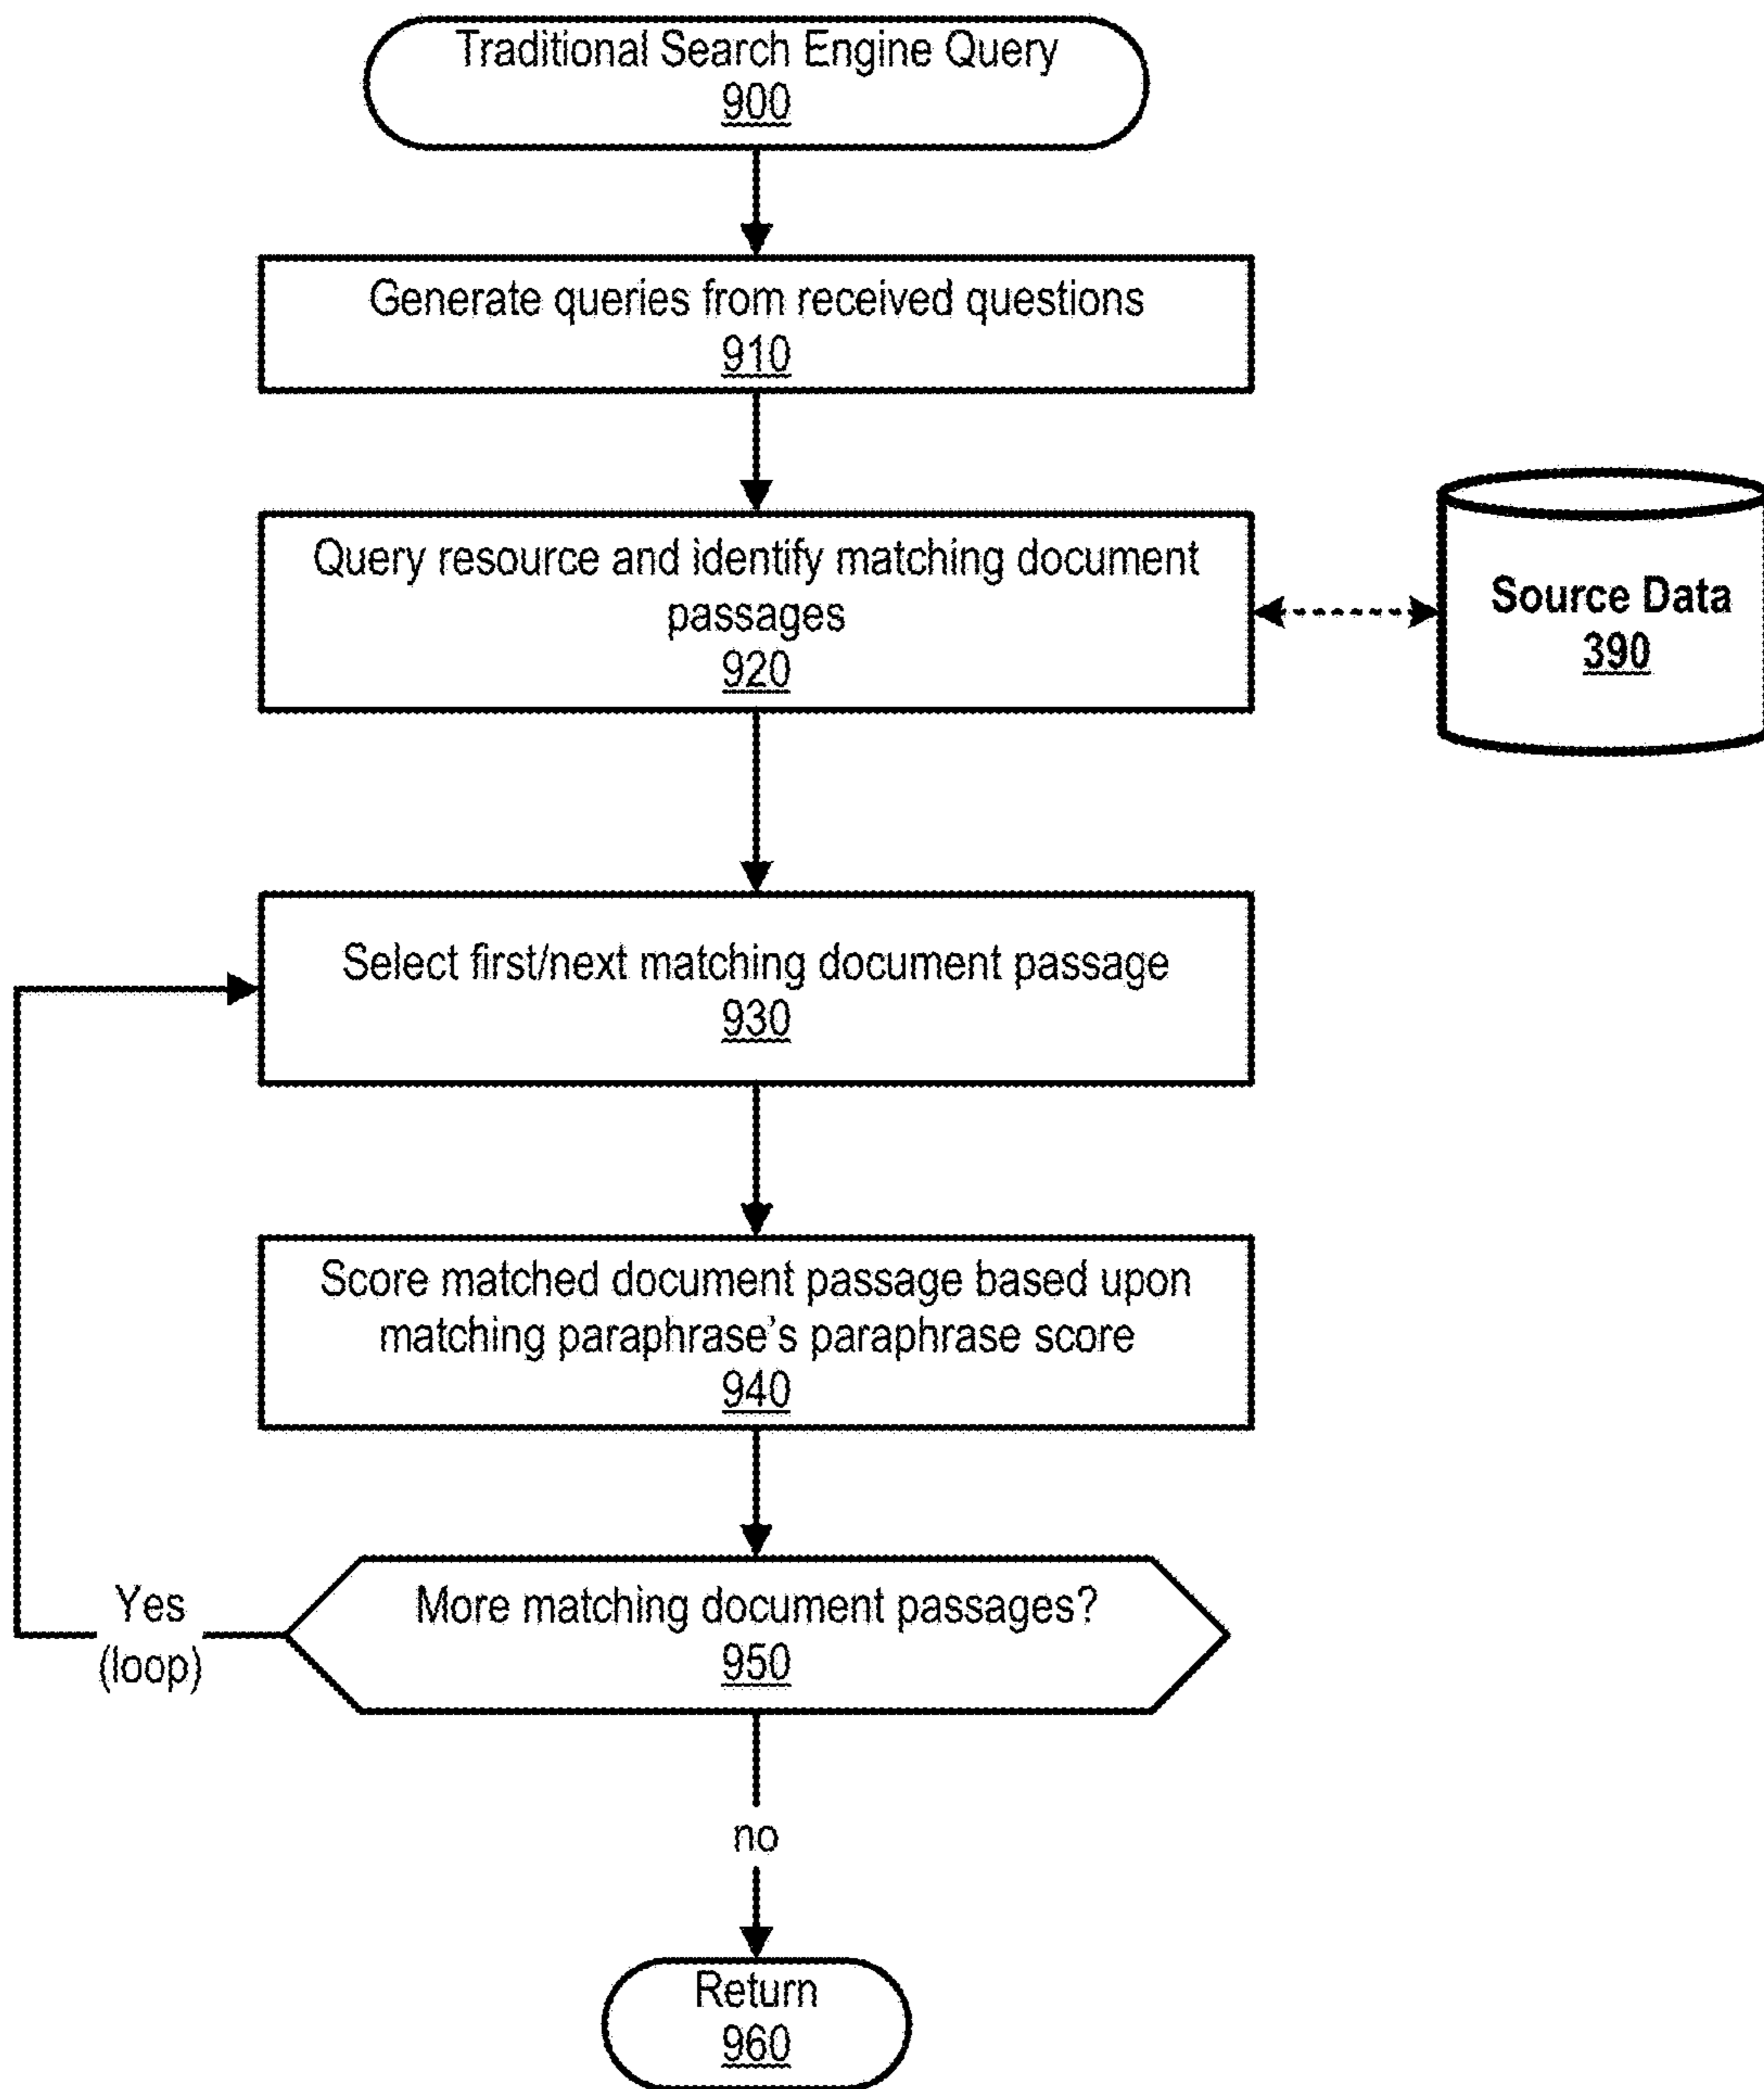 Traditional Search Engine Query
900
Generate queries from received questions
910
Query resource and identify matching document
passages
920
Source Data
390
Select first/next matching document passage
930
Score matched document passage based upon
matching paraphrase's paraphrase score
940
More matching document passages?
950
Yes
(loop)
no
Return
960